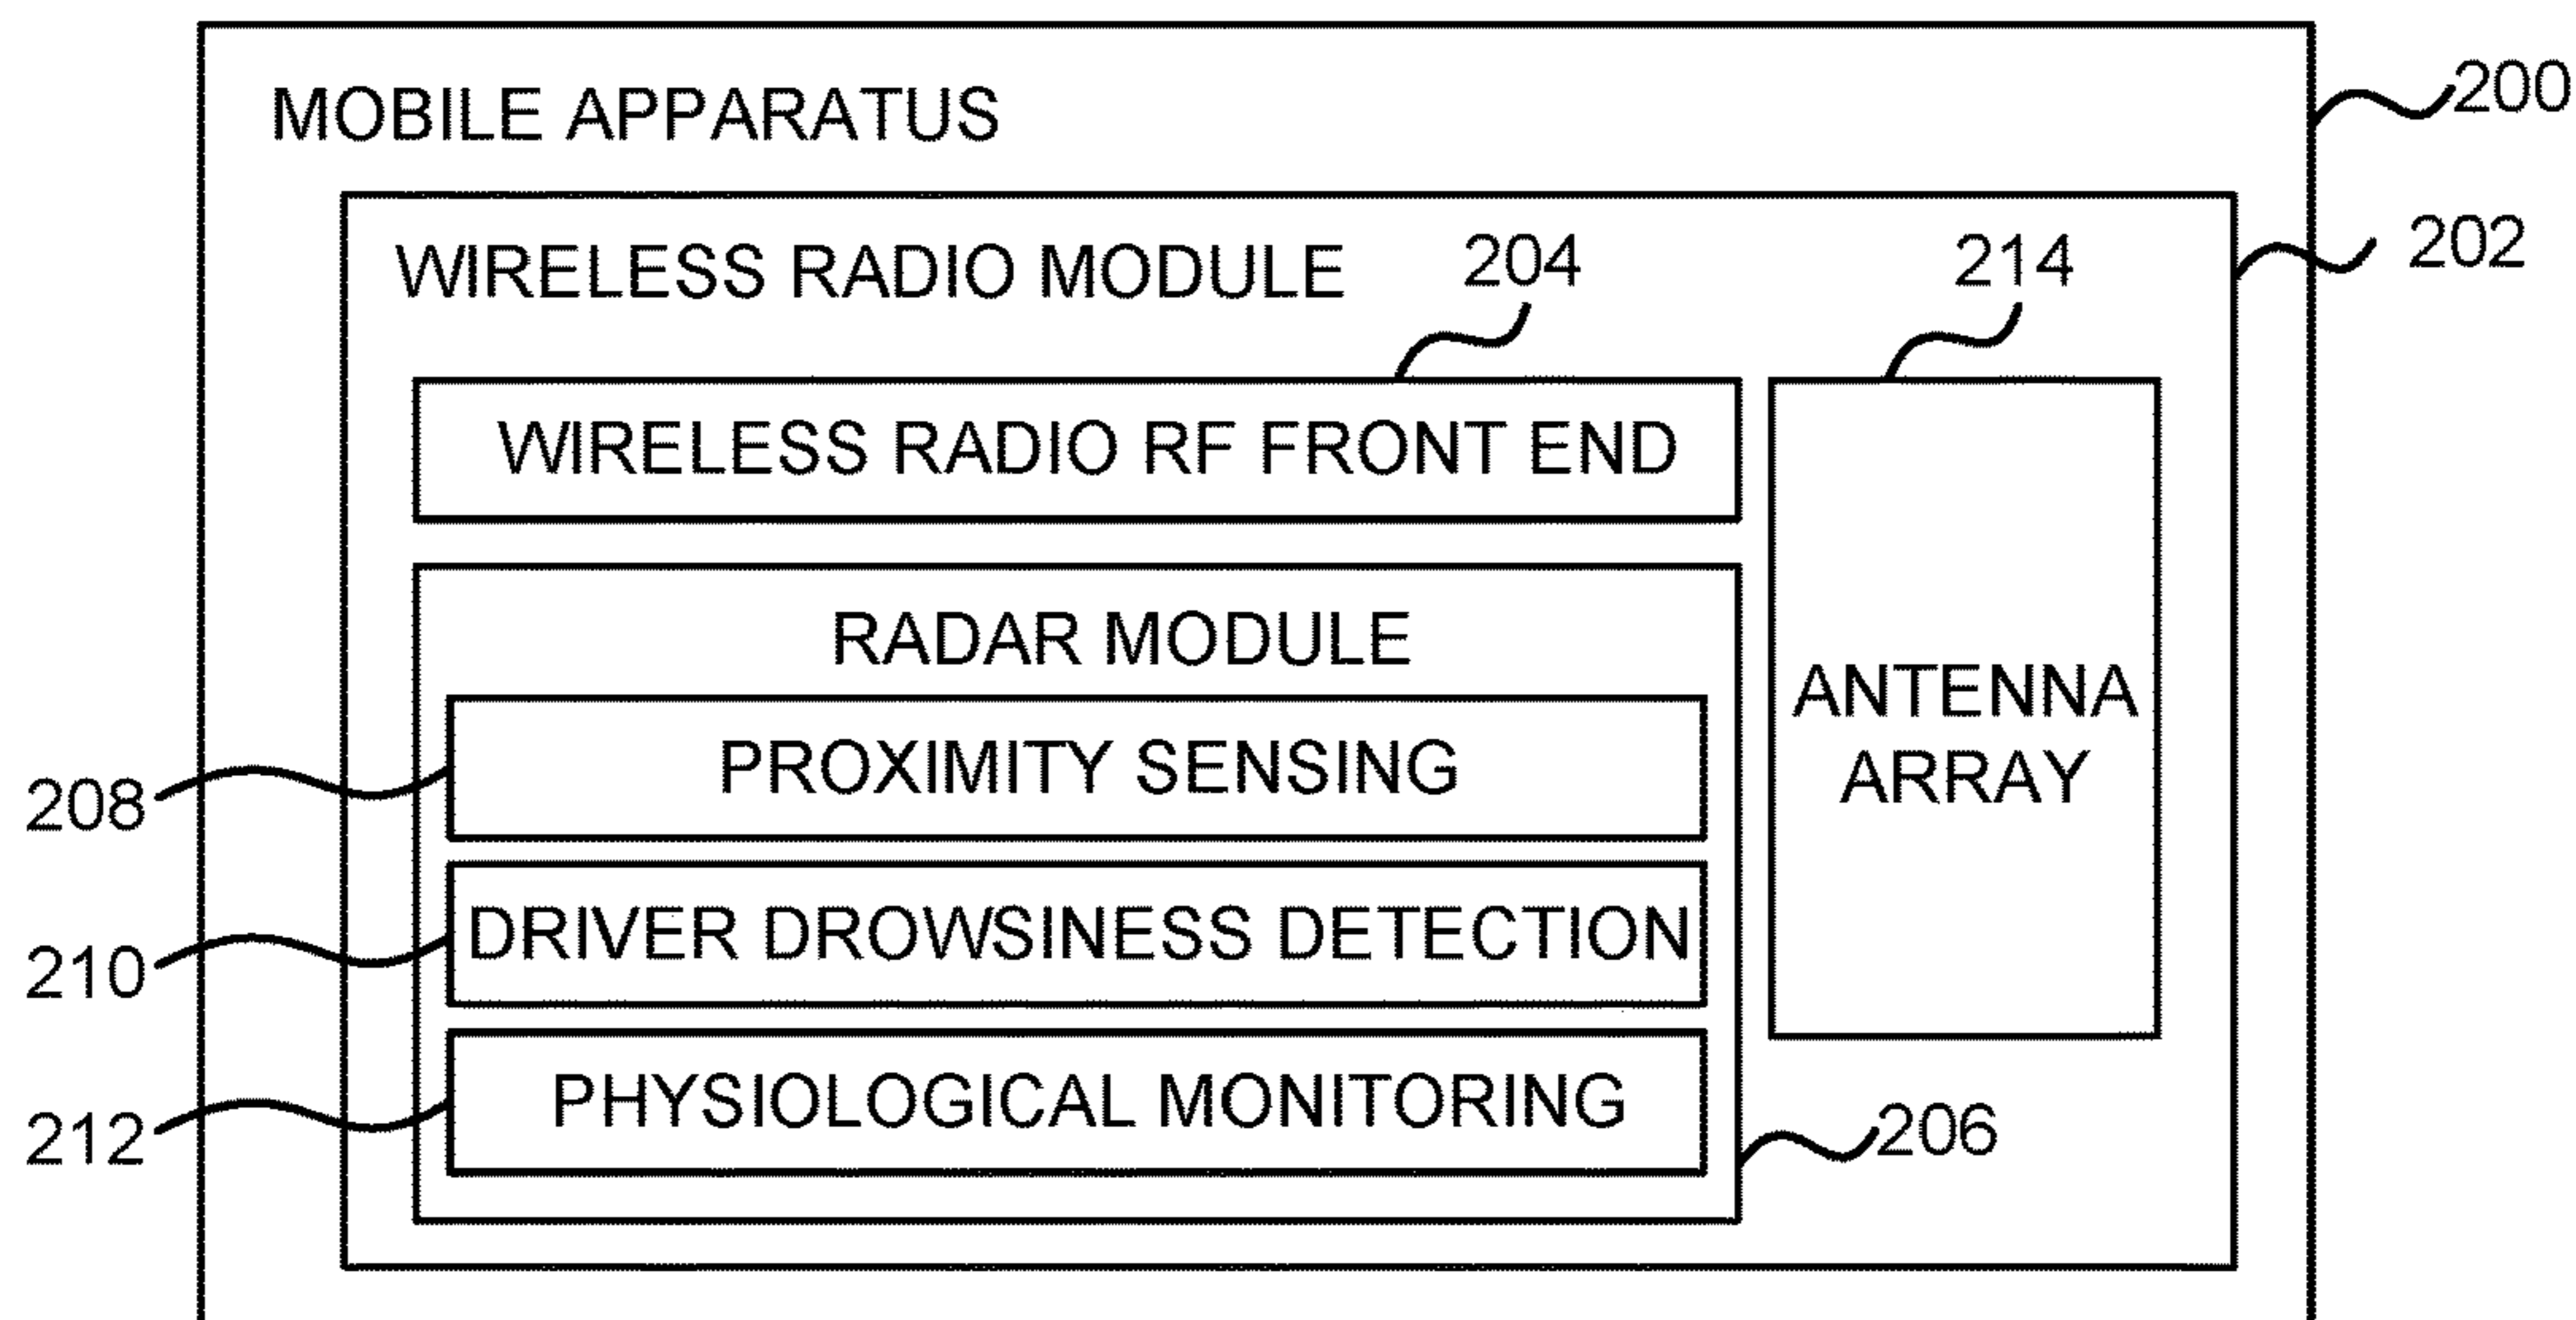 MOBILE APPARATUS
200
WIRELESS RADIO MODULE
204
214
202
WIRELESS RADIO RF FRONT END
RADAR MODULE
ANTENNA
ARRAY
PROXIMITY SENSING
208
DRIVER DROWSINESS DETECTION
210
PHYSIOLOGICAL MONITORING
212
206